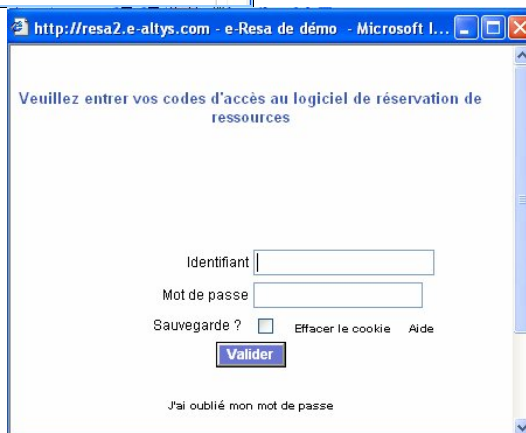 http://resa2.e-altys.com - e-Resa de démo - Microsoft I...
Veuillez entrer vos codes d'accès au logiciel de réservation de
ressources
Identifiant
Mot de passe
Sauvegarde ? Effacer le cookie Aide
Valider
J'ai oublié mon mot de passe